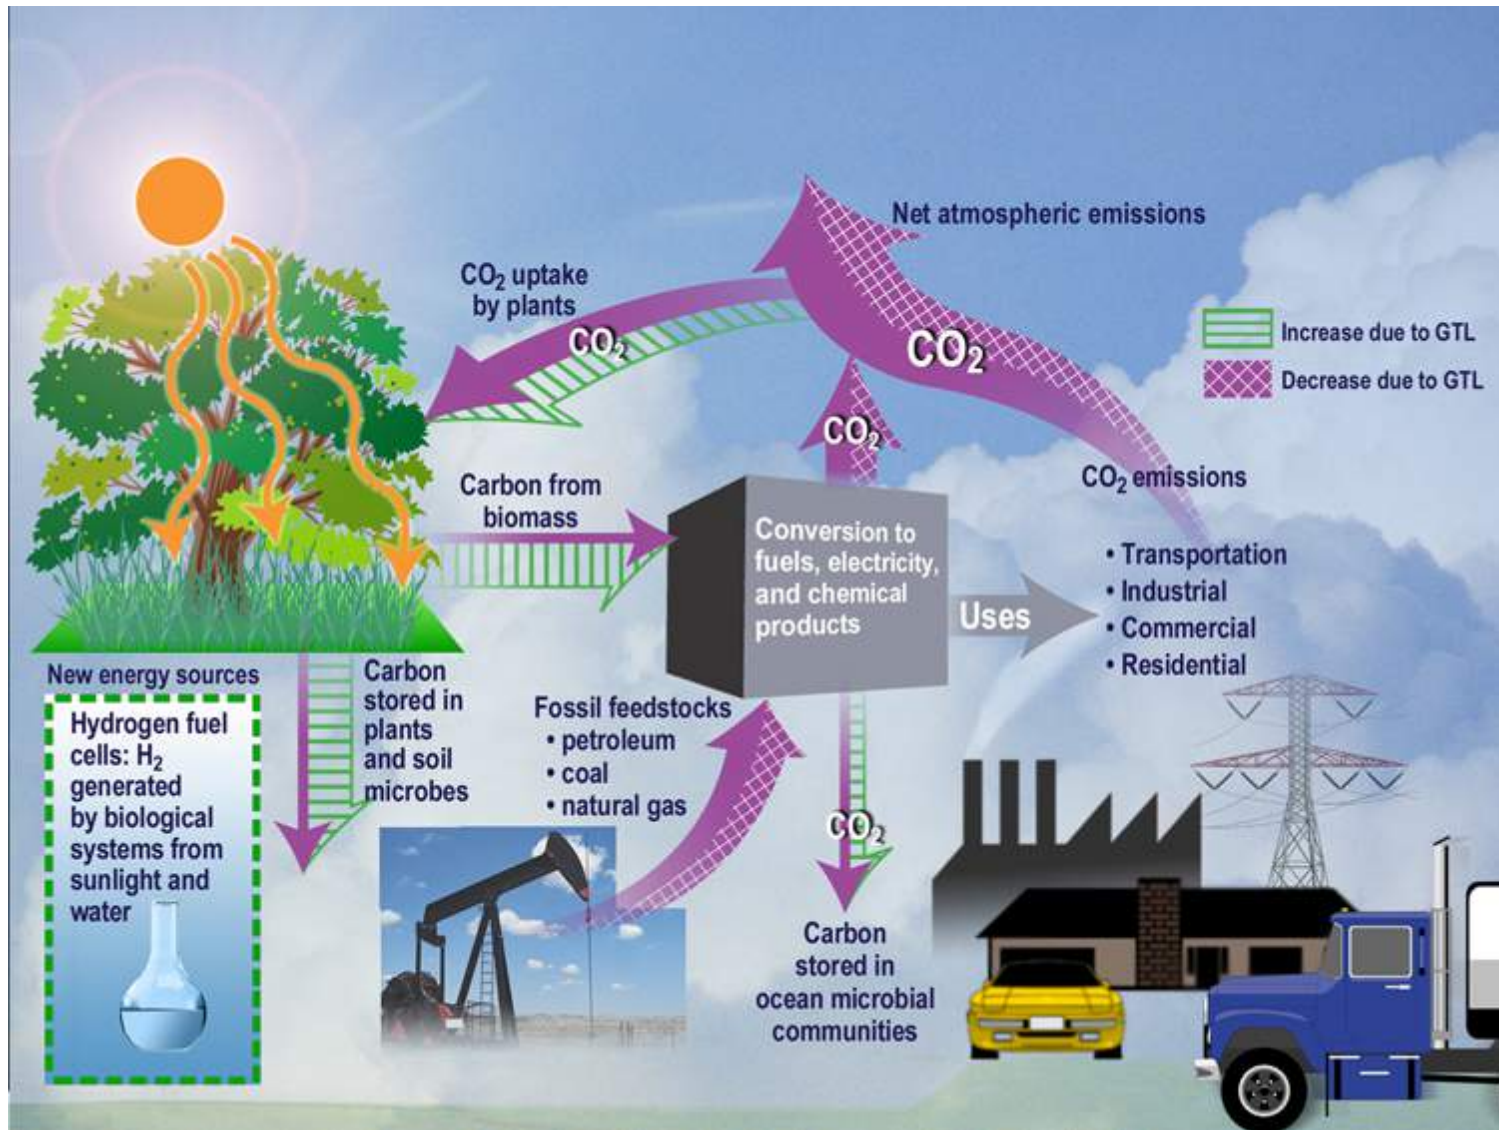 Net atmospheric emissions
CO₂ uptake
by plants
CO₂
CO₂
Increase due to GTL
Decrease due to GTL
CO₂
CO₂ emissions
Carbon from
biomass
Conversion to
fuels, electricity,
and chemical
products
Uses
• Transportation
• Industrial
• Commercial
• Residential
New energy sources
Hydrogen fuel
cells: H₂
generated
by biological
systems from
sunlight and
water
Carbon
stored in
plants
and soil
microbes
Fossil feedstocks
• petroleum
• coal
• natural gas
CO₂
Carbon
stored in
ocean microbial
communities